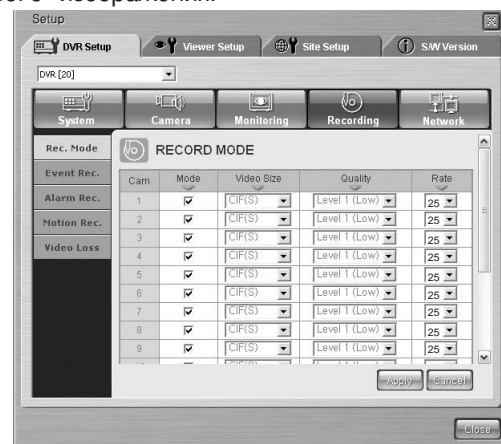 Setup
DVR Setup
Viewer Setup
Site Setup
S/W Version
DVR [20]
System
Camera
Monitoring
Recording
Network
Rec. Mode
Event Rec.
Alarm Rec.
Motion Rec.
Video Loss
RECORD MODE
Cam Mode Video Size Quality Rate
1 CIF(S) Level 1 (Low) 25
2 CIF(S) Level 1 (Low) 25
3 CIF(S) Level 1 (Low) 25
4 CIF(S) Level 1 (Low) 25
5 CIF(S) Level 1 (Low) 25
6 CIF(S) Level 1 (Low) 25
7 CIF(S) Level 1 (Low) 25
8 CIF(S) Level 1 (Low) 25
9 CIF(S) Level 1 (Low) 25
Apply Cancel
Close